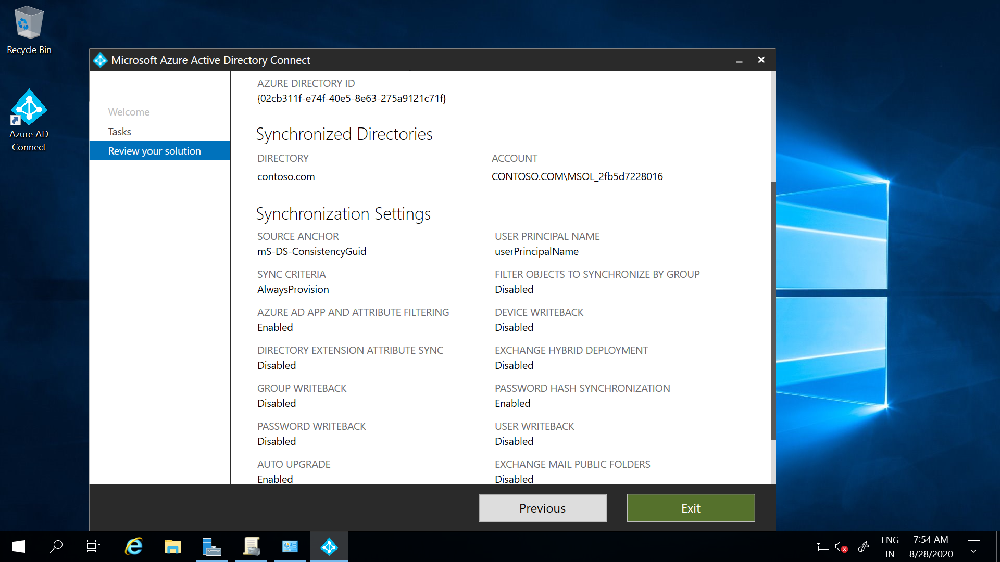 Recycle Bin
Azure AD
Connect
Microsoft Azure Active Directory Connect
Welcome
Tasks
Review your solution
AZURE DIRECTORY ID
{02cb311f-e74f-40e5-8e63-275a9121c71f}
Synchronized Directories
DIRECTORY ACCOUNT
contoso.com CONTOSO.COM\MSOL_2fb5d7228016
Synchronization Settings
SOURCE ANCHOR USER PRINCIPAL NAME
mS-DS-ConsistencyGuid userPrincipalName
SYNC CRITERIA FILTER OBJECTS TO SYNCHRONIZE BY GROUP
AlwaysProvision Disabled
AZURE AD APP AND ATTRIBUTE FILTERING DEVICE WRITEBACK
Enabled Disabled
DIRECTORY EXTENSION ATTRIBUTE SYNC EXCHANGE HYBRID DEPLOYMENT
Disabled Disabled
GROUP WRITEBACK PASSWORD HASH SYNCHRONIZATION
Disabled Enabled
PASSWORD WRITEBACK USER WRITEBACK
Disabled Disabled
AUTO UPGRADE EXCHANGE MAIL PUBLIC FOLDERS
Enabled Disabled
Previous Exit
ENG 7:54 AM
IN 8/28/2020